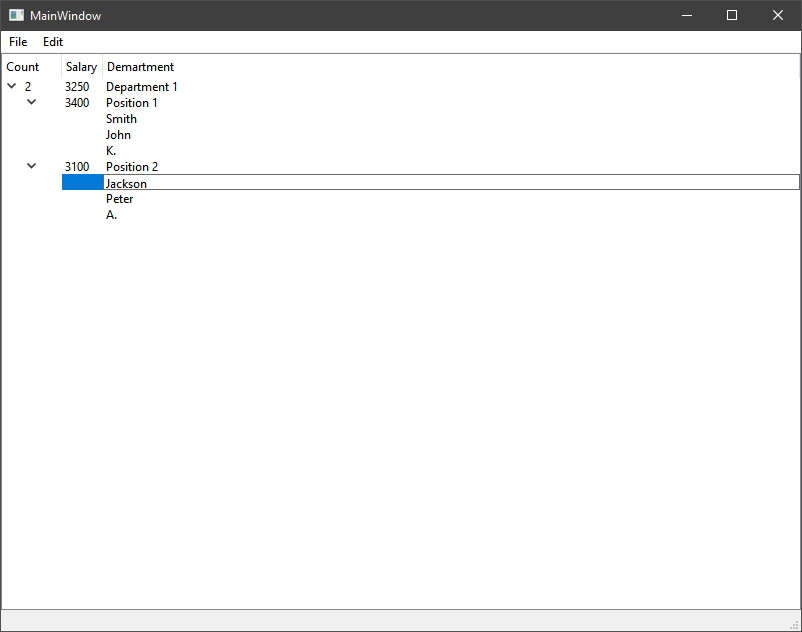 MainWindow
File Edit
Count Salary Demartment
2 3250 Department 1
3400 Position 1
Smith
John
K.
3100 Position 2
Jackson
Peter
A.